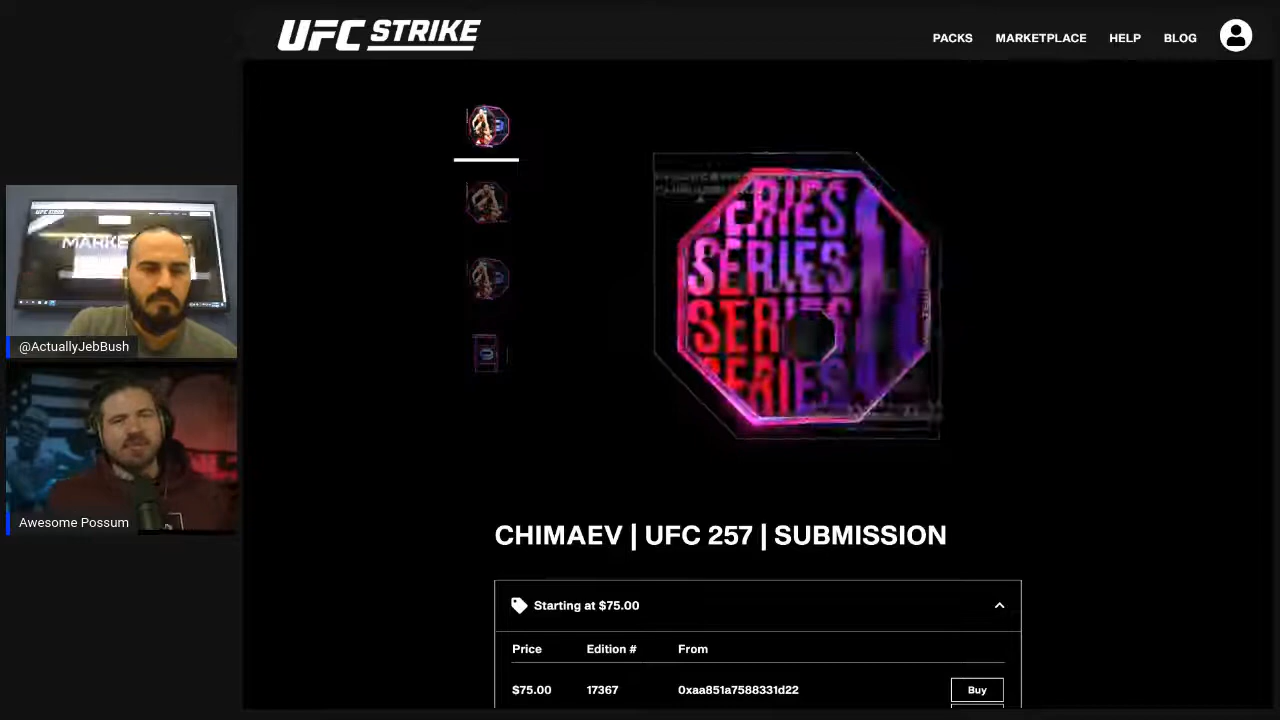 UFC STRIKE
PACKS
MARKETPLACE
HELP
BLOG
@ActuallyJebBush
Awesome Possum
SERIES
SERIES
SERIES
SERIES
CHIMAEV | UFC 257 | SUBMISSION
Starting at $75.00
Price Edition # From
$75.00 17367 0xaa851a7588331d22 Buy